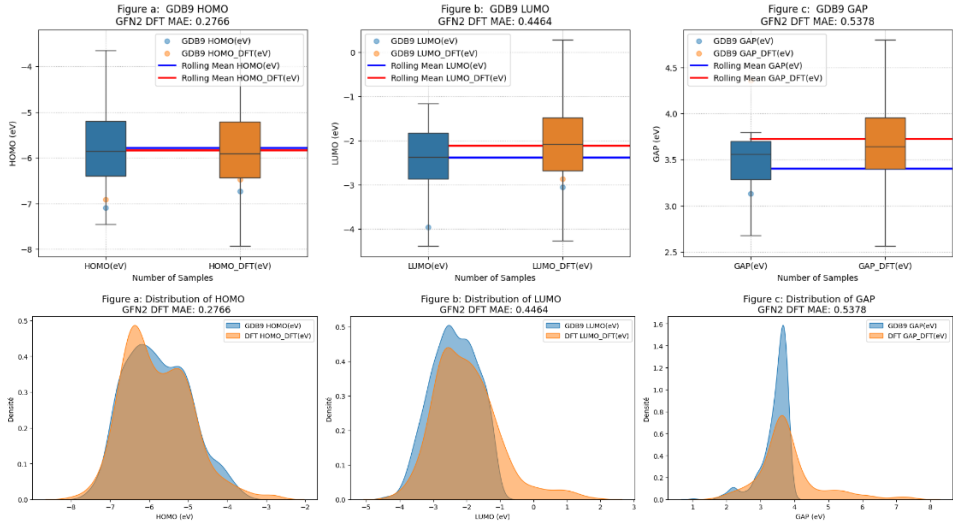 Figure a:  GDB9 HOMO
GFN2 DFT MAE: 0.2766
GDB9 HOMO(eV)
GDB9 HOMO_DFT(eV)
Rolling Mean HOMO(eV)
Rolling Mean HOMO_DFT(eV)
−4
−5
−6
−7
−8
HOMO (eV)
HOMO(eV)
HOMO_DFT(eV)
Number of Samples
Figure b:  GDB9 LUMO
GFN2 DFT MAE: 0.4464
GDB9 LUMO(eV)
GDB9 LUMO_DFT(eV)
Rolling Mean LUMO(eV)
Rolling Mean LUMO_DFT(eV)
0
−1
−2
−3
−4
LUMO (eV)
LUMO(eV)
LUMO_DFT(eV)
Number of Samples
Figure c:  GDB9 GAP
GFN2 DFT MAE: 0.5378
GDB9 GAP(eV)
GDB9 GAP_DFT(eV)
Rolling Mean GAP(eV)
Rolling Mean GAP_DFT(eV)
4.5
4.0
3.5
3.0
2.5
GAP (eV)
GAP(eV)
GAP_DFT(eV)
Number of Samples
Figure a: Distribution of HOMO
GFN2 DFT MAE: 0.2766
GDB9 HOMO(eV)
DFT HOMO_DFT(eV)
0.5
0.4
0.3
0.2
0.1
0.0
Densité
−8 −7 −6 −5 −4 −3 −2
HOMO (eV)
Figure b: Distribution of LUMO
GFN2 DFT MAE: 0.4464
GDB9 LUMO(eV)
DFT LUMO_DFT(eV)
0.5
0.4
0.3
0.2
0.1
0.0
Densité
−5 −4 −3 −2 −1 0 1 2 3
LUMO (eV)
Figure c: Distribution of GAP
GFN2 DFT MAE: 0.5378
GDB9 GAP(eV)
DFT GAP_DFT(eV)
1.6
1.4
1.2
1.0
0.8
0.6
0.4
0.2
0.0
Densité
1 2 3 4 5 6 7 8
GAP (eV)